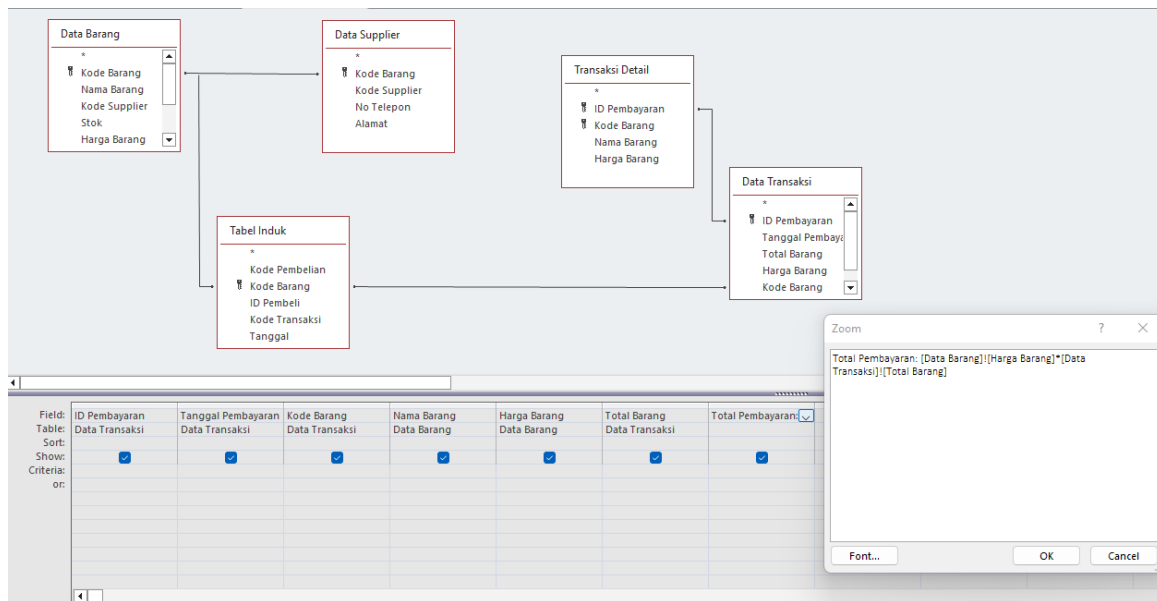 Data Barang
*
Kode Barang
Nama Barang
Kode Supplier
Stok
Harga Barang
Data Supplier
*
Kode Barang
Kode Supplier
No Telepon
Alamat
Transaksi Detail
*
ID Pembayaran
Kode Barang
Nama Barang
Harga Barang
Data Transaksi
*
ID Pembayaran
Tanggal Pembaya
Total Barang
Harga Barang
Kode Barang
Tabel Induk
*
Kode Pembelian
Kode Barang
ID Pembeli
Kode Transaksi
Tanggal
Zoom ?
Total Pembayaran: [Data Barang]![Harga Barang]*[Data
Transaksi]![Total Barang]
Font... OK Cancel
Field: ID Pembayaran Tanggal Pembayaran Kode Barang Nama Barang Harga Barang Total Barang Total Pembayaran:
Table: Data Transaksi Data Transaksi Data Transaksi Data Barang Data Barang Data Transaksi
Sort:
Show:
Criteria:
or: